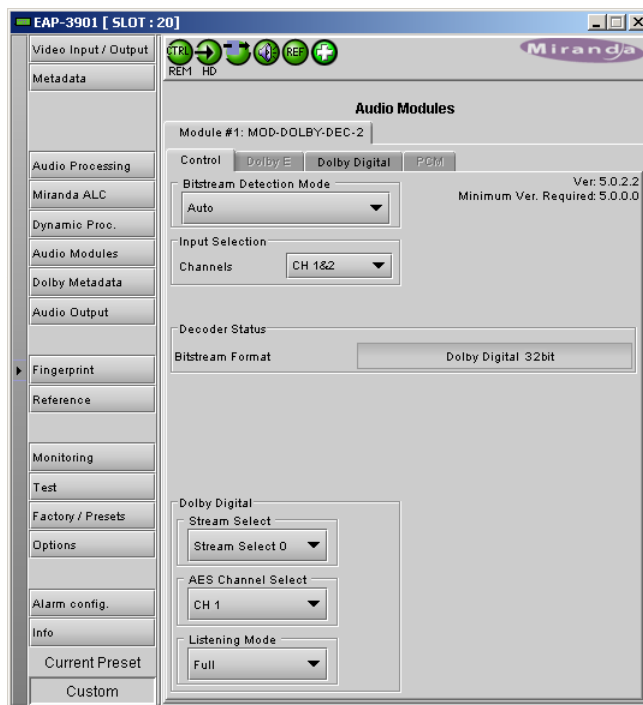 EAP-3901 [ SLOT : 20]
Video Input / Output
Metadata
Audio Processing
Miranda ALC
Dynamic Proc.
Audio Modules
Dolby Metadata
Audio Output
Fingerprint
Reference
Monitoring
Test
Factory / Presets
Options
Alarm config.
Info
Current Preset
Custom
CTRL
REF
REM HD
Miranda
Audio Modules
Module #1: MOD-DOLBY-DEC-2
Control Dolby E Dolby Digital PCM
Bitstream Detection Mode
Auto
Ver: 5.0.2.2
Minimum Ver. Required: 5.0.0.0
Input Selection
Channels CH 1&2
Decoder Status
Bitstream Format Dolby Digital 32bit
Dolby Digital
Stream Select
Stream Select 0
AES Channel Select
CH 1
Listening Mode
Full